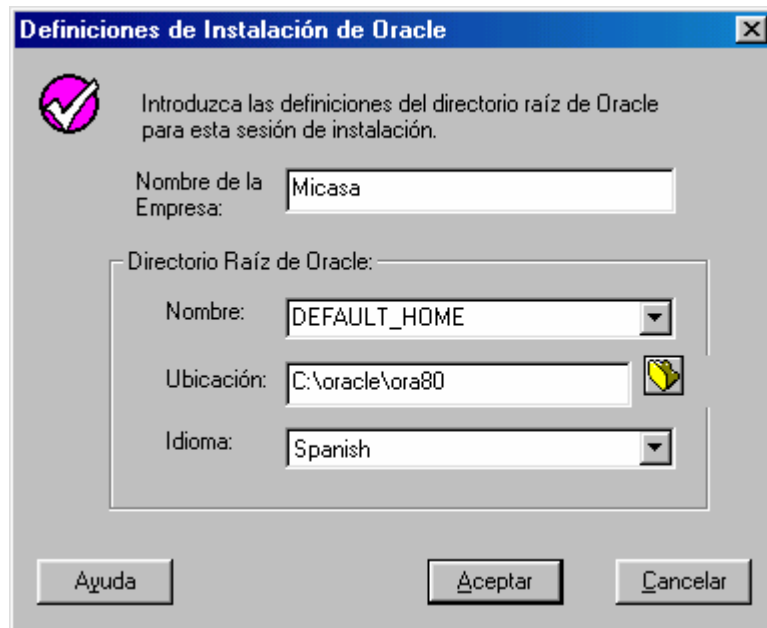 Definiciones de Instalación de Oracle
Introduzca las definiciones del directorio raíz de Oracle
para esta sesión de instalación.
Nombre de la
Empresa:
Micasa
Directorio Raíz de Oracle:
Nombre:
DEFAULT_HOME
Ubicación:
C:\oracle\ora80
Idioma:
Spanish
Ayuda
Aceptar
Cancelar